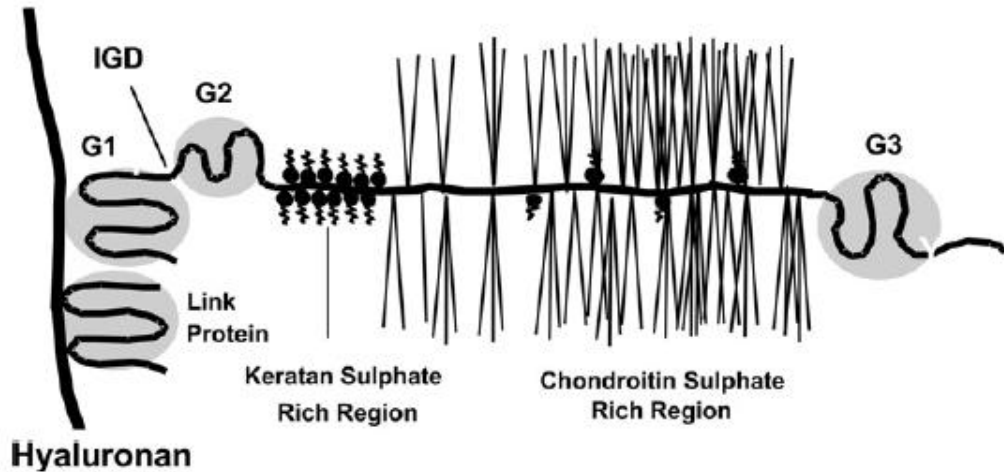 IGD
G2
G1
G3
Link
Protein
Keratan Sulphate
Rich Region
Chondroitin Sulphate
Rich Region
Hyaluronan